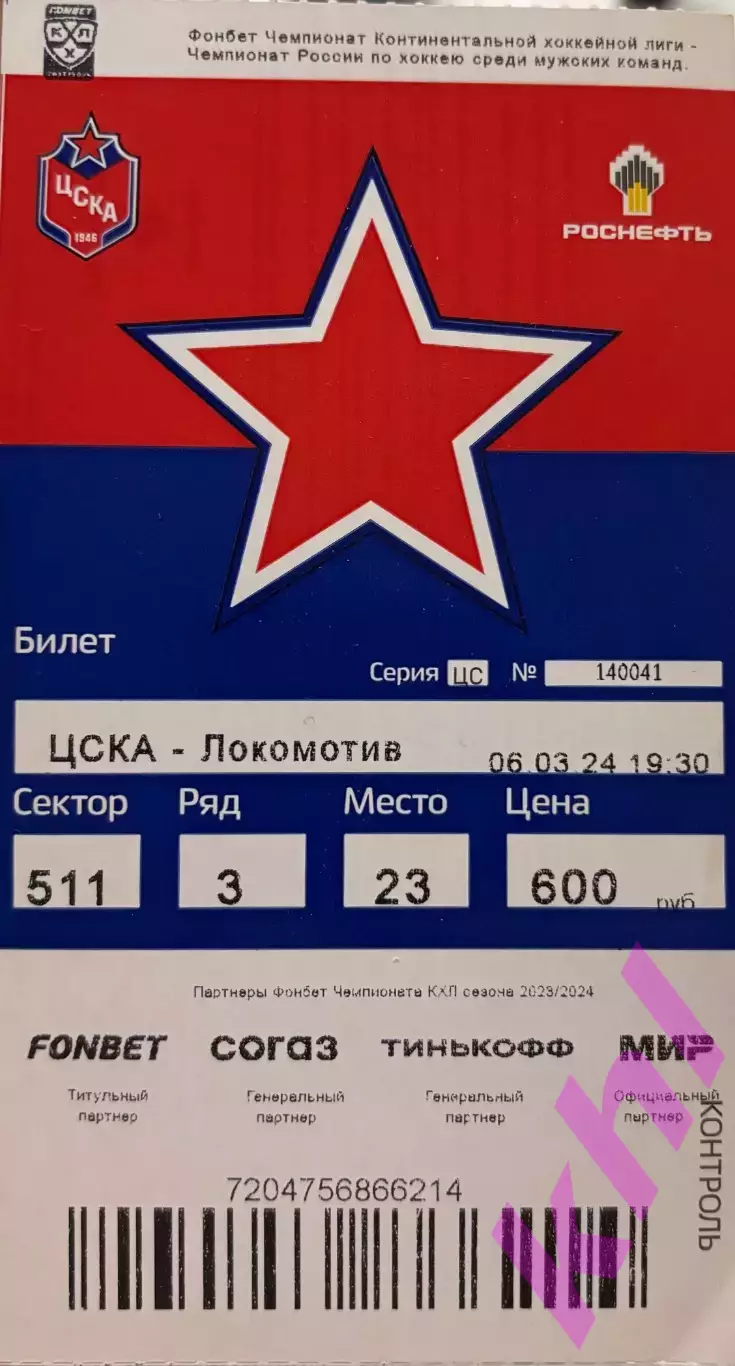 FONBET
КХЛ
Фонбет Чемпионат Континентальной хоккейной лиги -
Чемпионат России по хоккею среди мужских команд.
ЦСКА
1946
РОСНЕФТЬ
Билет
Серия ЦС № 140041
ЦСКА - Локомотив 06.03.24 19:30
Сектор Ряд Место Цена
511 3 23 600 руб
Партнеры Фонбет Чемпионата КХЛ сезона 2023/2024
FONBET СОГАЗ ТИНЬКОФФ МИР
Титульный Генеральный Генеральный Официальный
партнер партнер партнер партнер
КОНТРОЛЬ
7204756866214
khl